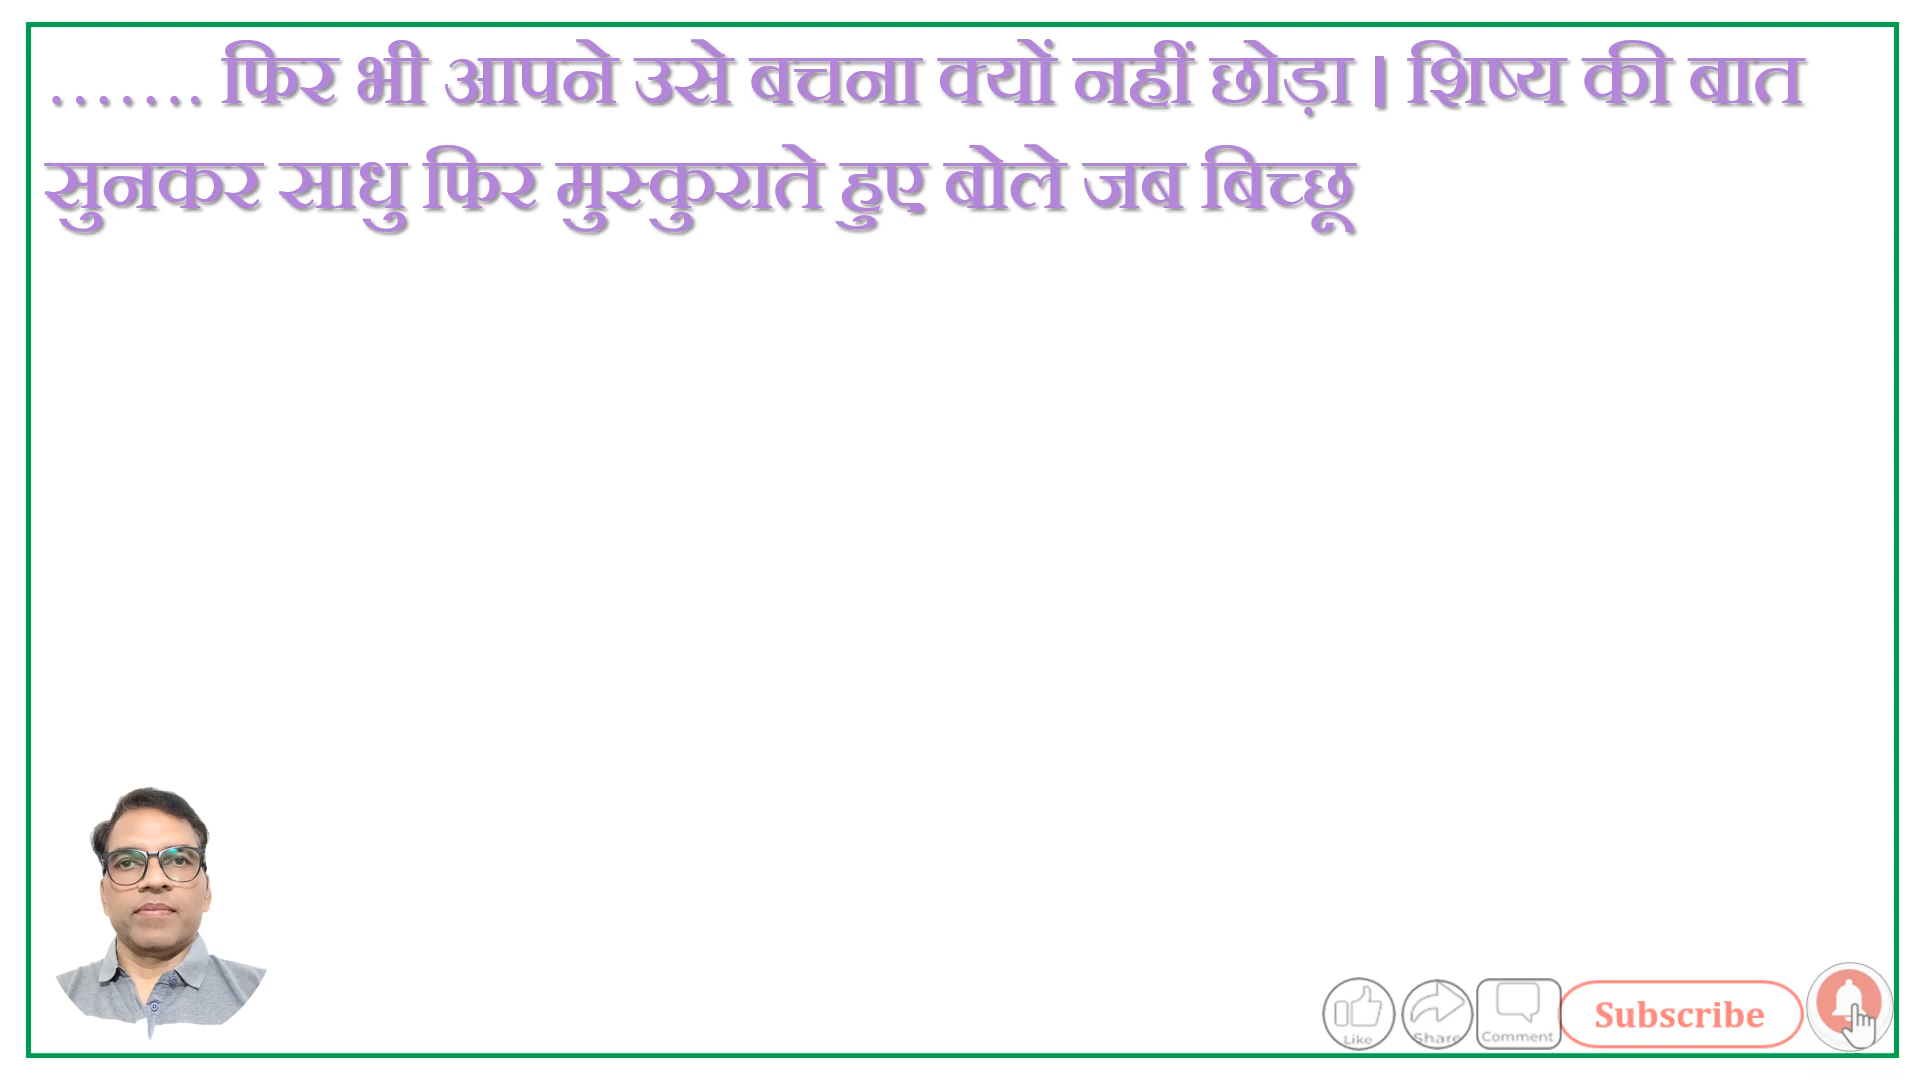 ....... फिर भी आपने उसे बचना क्यों नहीं छोड़ा । शिष्य की बात
सुनकर साधु फिर मुस्कुराते हुए बोले जब बिच्छू
Like
Share
Comment
Subscribe